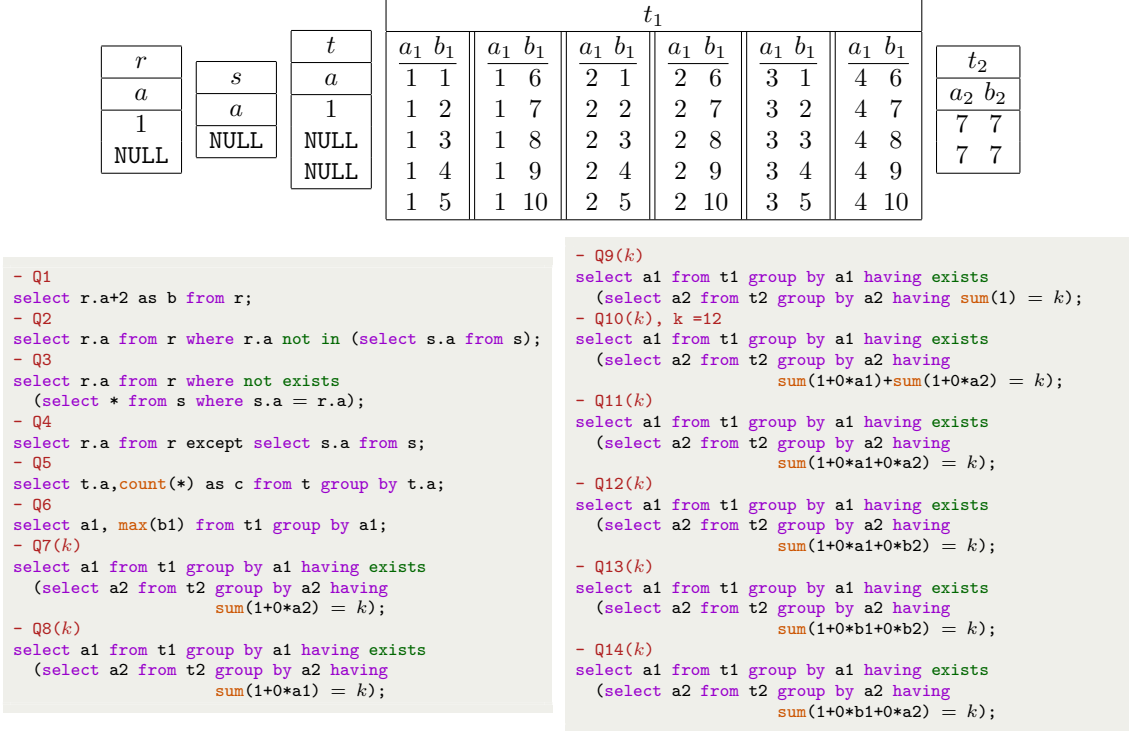 r
a
1
NULL
s
a
NULL
t
a
1
NULL
NULL
t1
a1 b1 a1 b1 a1 b1 a1 b1 a1 b1 a1 b1
1 1 1 6 2 1 2 6 3 1 4 6
1 2 1 7 2 2 2 7 3 2 4 7
1 3 1 8 2 3 2 8 3 3 4 8
1 4 1 9 2 4 2 9 3 4 4 9
1 5 1 10 2 5 2 10 3 5 4 10
t2
a2 b2
7 7
7 7
- Q1
select r.a+2 as b from r;
- Q2
select r.a from r where r.a not in (select s.a from s);
- Q3
select r.a from r where not exists
(select * from s where s.a = r.a);
- Q4
select r.a from r except select s.a from s;
- Q5
select t.a,count(*) as c from t group by t.a;
- Q6
select a1, max(b1) from t1 group by a1;
- Q7(k)
select a1 from t1 group by a1 having exists
(select a2 from t2 group by a2 having
sum(1+0*a2) = k);
- Q8(k)
select a1 from t1 group by a1 having exists
(select a2 from t2 group by a2 having
sum(1+0*a1) = k);
- Q9(k)
select a1 from t1 group by a1 having exists
(select a2 from t2 group by a2 having sum(1) = k);
- Q10(k), k =12
select a1 from t1 group by a1 having exists
(select a2 from t2 group by a2 having
sum(1+0*a1)+sum(1+0*a2) = k);
- Q11(k)
select a1 from t1 group by a1 having exists
(select a2 from t2 group by a2 having
sum(1+0*a1+0*a2) = k);
- Q12(k)
select a1 from t1 group by a1 having exists
(select a2 from t2 group by a2 having
sum(1+0*a1+0*b2) = k);
- Q13(k)
select a1 from t1 group by a1 having exists
(select a2 from t2 group by a2 having
sum(1+0*b1+0*b2) = k);
- Q14(k)
select a1 from t1 group by a1 having exists
(select a2 from t2 group by a2 having
sum(1+0*b1+0*a2) = k);